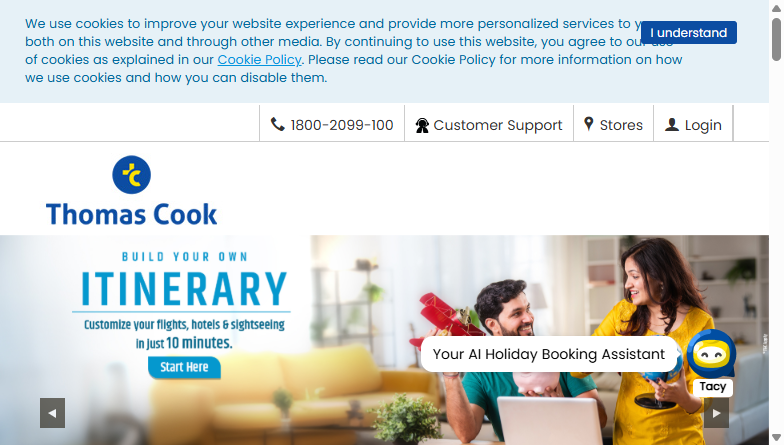 We use cookies to improve your website experience and provide more personalized services to y
both on this website and through other media. By continuing to use this website, you agree to our use
of cookies as explained in our Cookie Policy. Please read our Cookie Policy for more information on how
we use cookies and how you can disable them.
I understand
1800-2099-100
Customer Support
Stores
Login
Thomas Cook
BUILD YOUR OWN
ITINERARY
Customize your flights, hotels & sightseeing
in just 10 minutes.
Start Here
Your AI Holiday Booking Assistant
Tacy